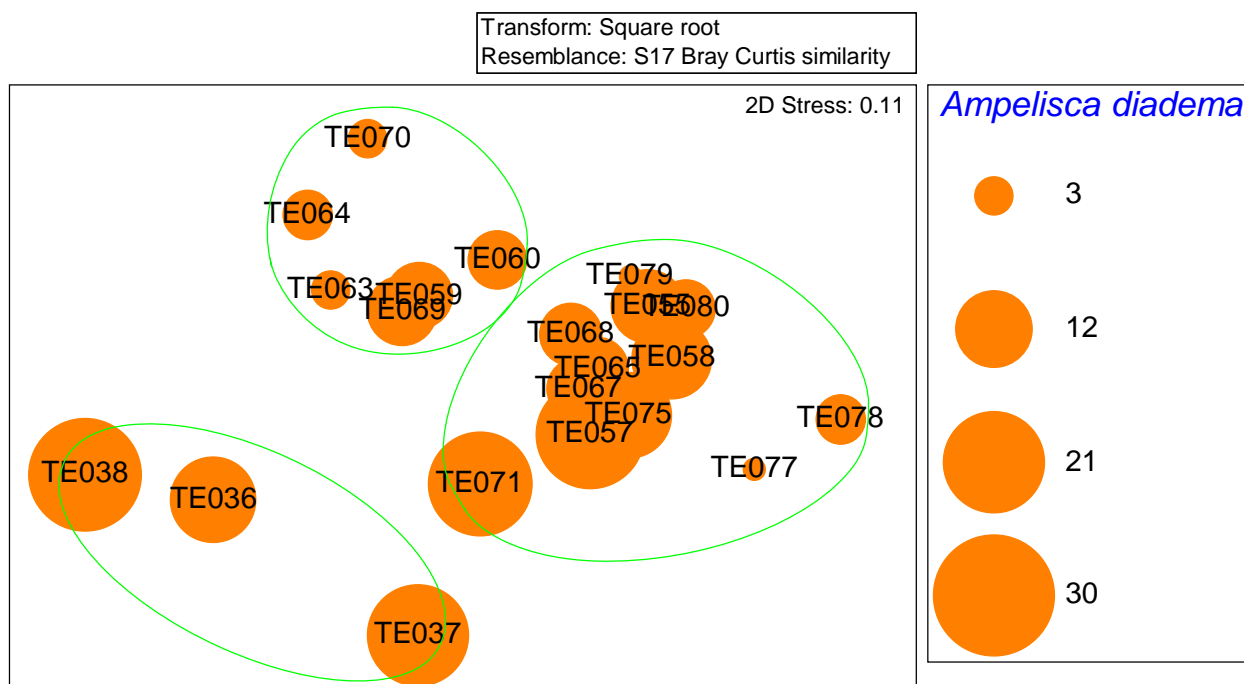 Transform: Square root
Resemblance: S17 Bray Curtis similarity
2D Stress: 0.11
Ampelisca diadema
3
12
21
30
TE070
TE064
TE060
TE063
TE059
TE069
TE079
TE055
TE080
TE068
TE058
TE065
TE067
TE075
TE057
TE078
TE077
TE071
TE038
TE036
TE037